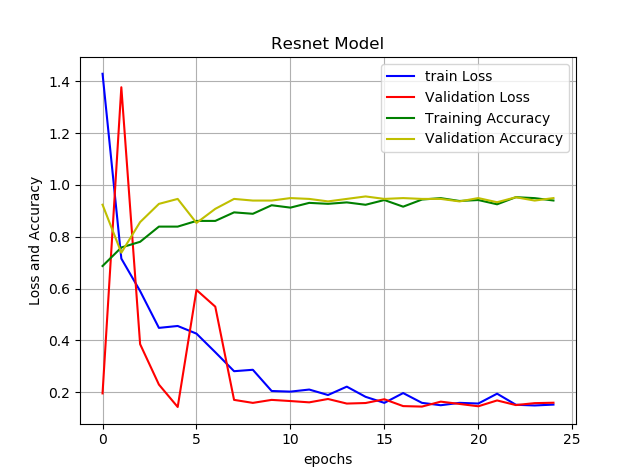 Resnet Model
train Loss
Validation Loss
Training Accuracy
Validation Accuracy
Loss and Accuracy
1.4
1.2
1.0
0.8
0.6
0.4
0.2
0 5 10 15 20 25
epochs